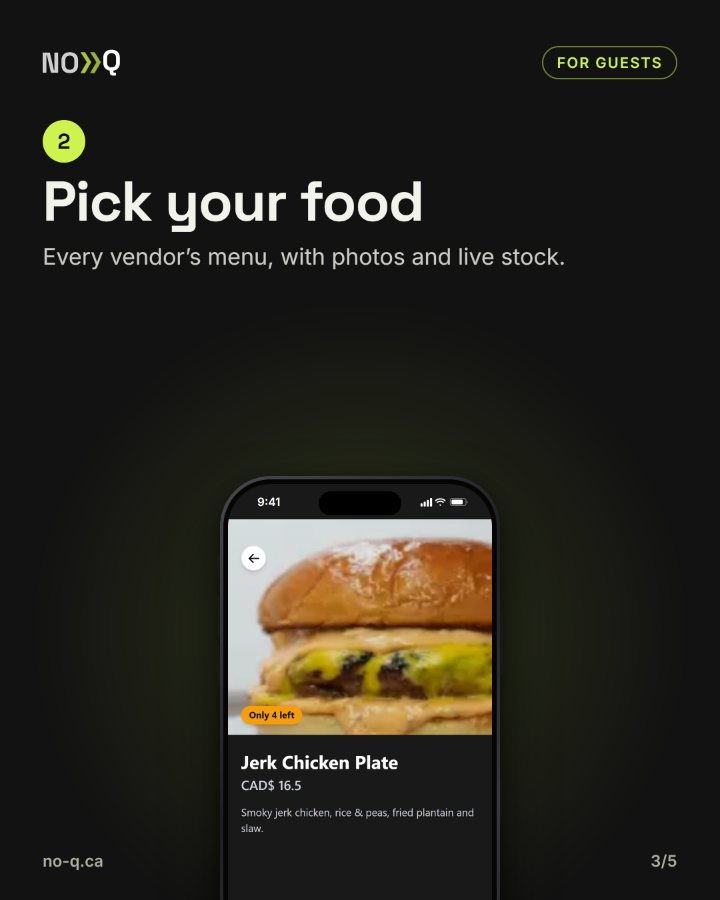 NO»Q
FOR GUESTS
2
Pick your food
Every vendor’s menu, with photos and live stock.
9:41
Only 4 left
Jerk Chicken Plate
CAD$ 16.5
Smoky jerk chicken, rice & peas, fried plantain and
slaw.
no-q.ca
3/5